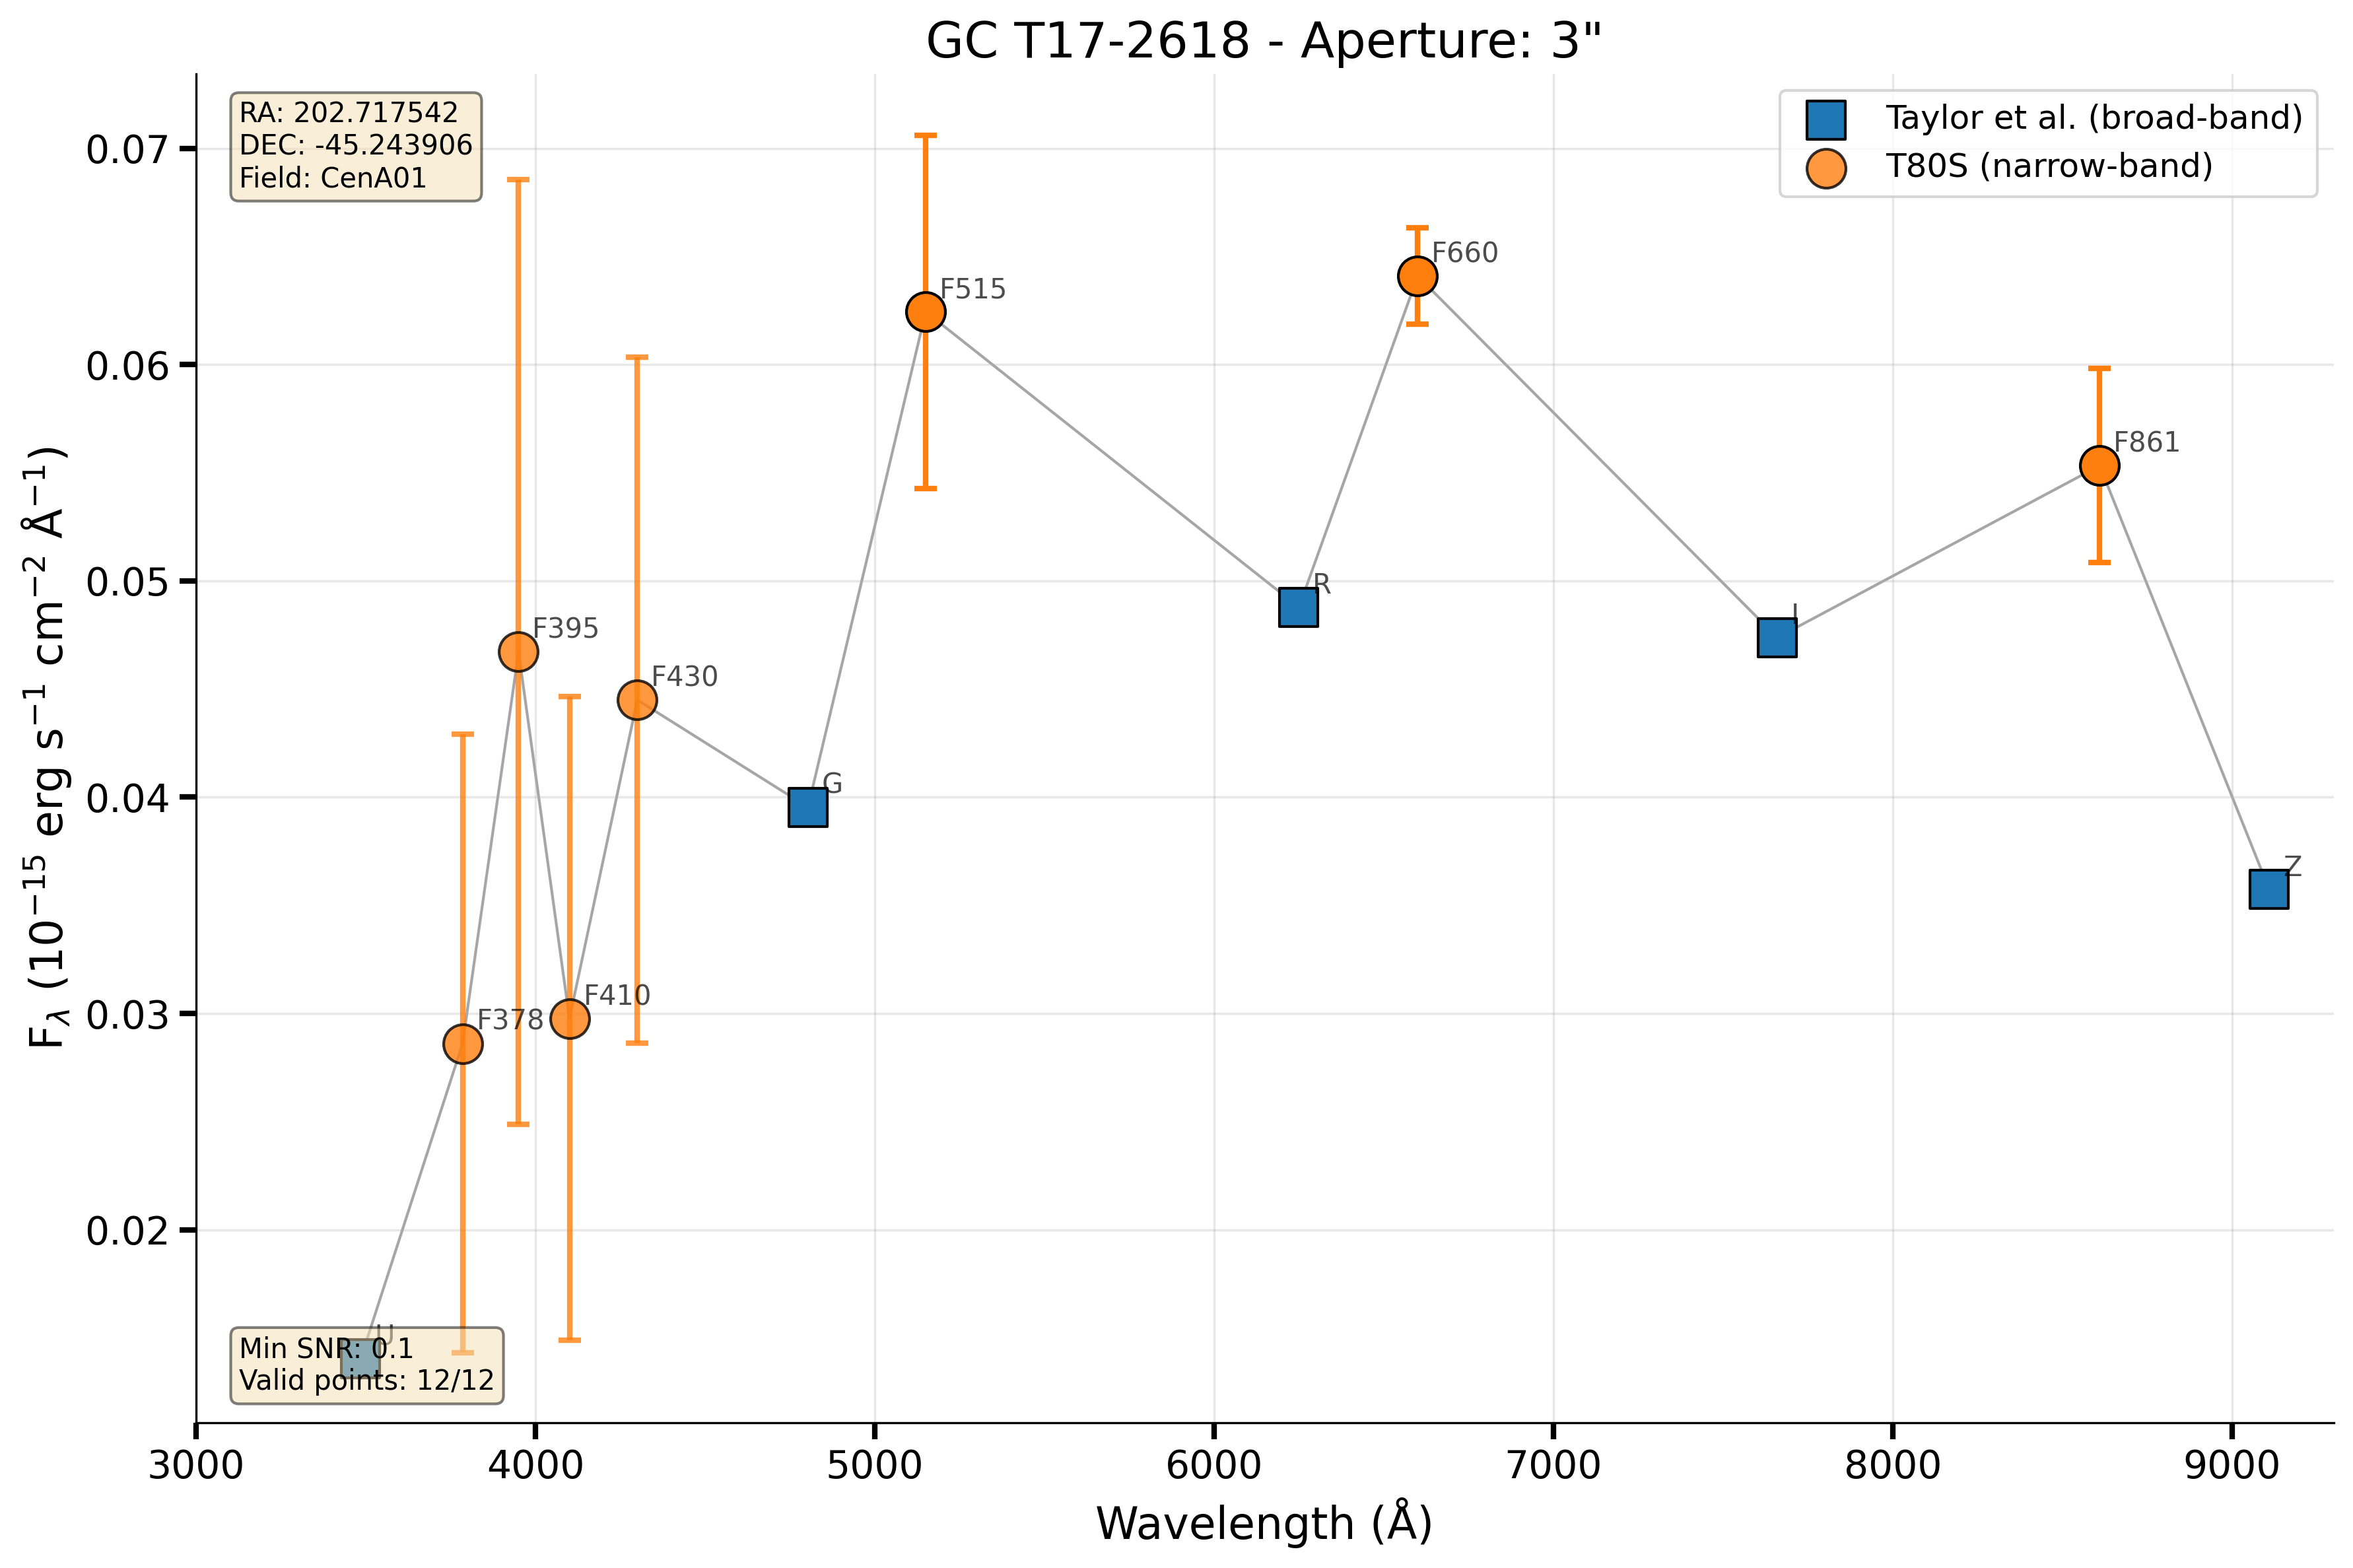 GC T17-2618 - Aperture: 3"
RA: 202.717542
DEC: -45.243906
Field: CenA01
Taylor et al. (broad-band)
T80S (narrow-band)
F660
F515
F861
F395
R
I
F430
G
Z
F410
F378
U
Min SNR: 0.1
Valid points: 12/12
0.07
0.06
0.05
0.04
0.03
0.02
Fλ (10⁻¹⁵ erg s⁻¹ cm⁻² Å⁻¹)
3000 4000 5000 6000 7000 8000 9000
Wavelength (Å)